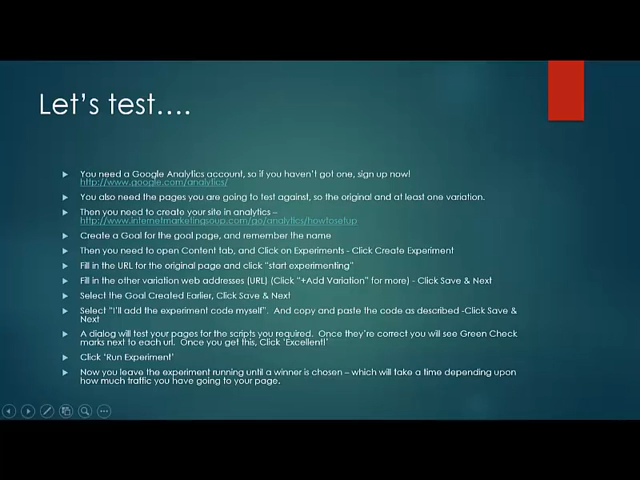 Let's test....
You need a Google Analytics account, so if you haven't got one, sign up now!
http://www.google.com/analytics/
You also need the pages you are going to test against, so the original and at least one variation.
Then you need to create your site in analytics –
http://www.internetmarketingsoup.com/go/analytics/howtosetup
Create a Goal for the goal page, and remember the name
Then you need to open Content tab, and Click on Experiments - Click Create Experiment
Fill in the URL for the original page and click "start experimenting"
Fill in the other variation web addresses (URL) (Click "+Add Variation" for more) - Click Save & Next
Select the Goal Created Earlier, Click Save & Next
Select "I'll add the experiment code myself".  And copy and paste the code as described -Click Save &
Next
A dialog will test your pages for the scripts you required.  Once they're correct you will see Green Check
marks next to each url.  Once you get this, Click 'Excellent!'
Click 'Run Experiment'
Now you leave the experiment running until a winner is chosen – which will take a time depending upon
how much traffic you have going to your page.